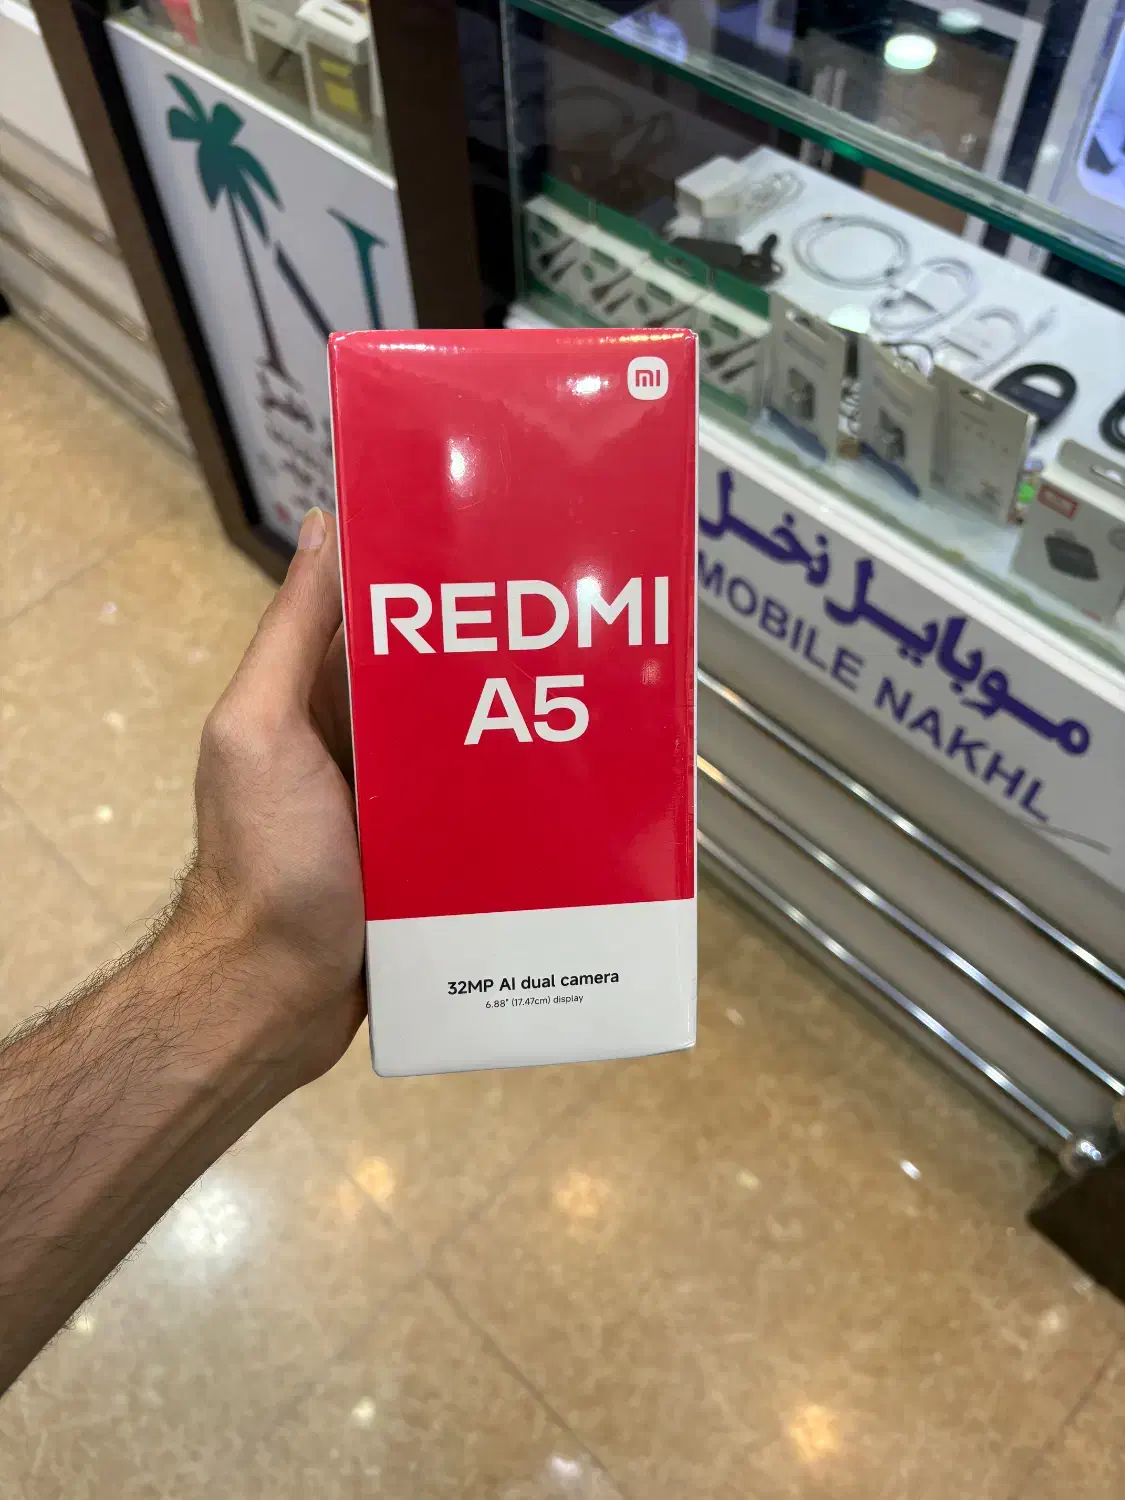 mi
REDMI
A5
32MP AI dual camera
6.88" (17.47cm) display
موبایل نخل
MOBILE NAKHL
N